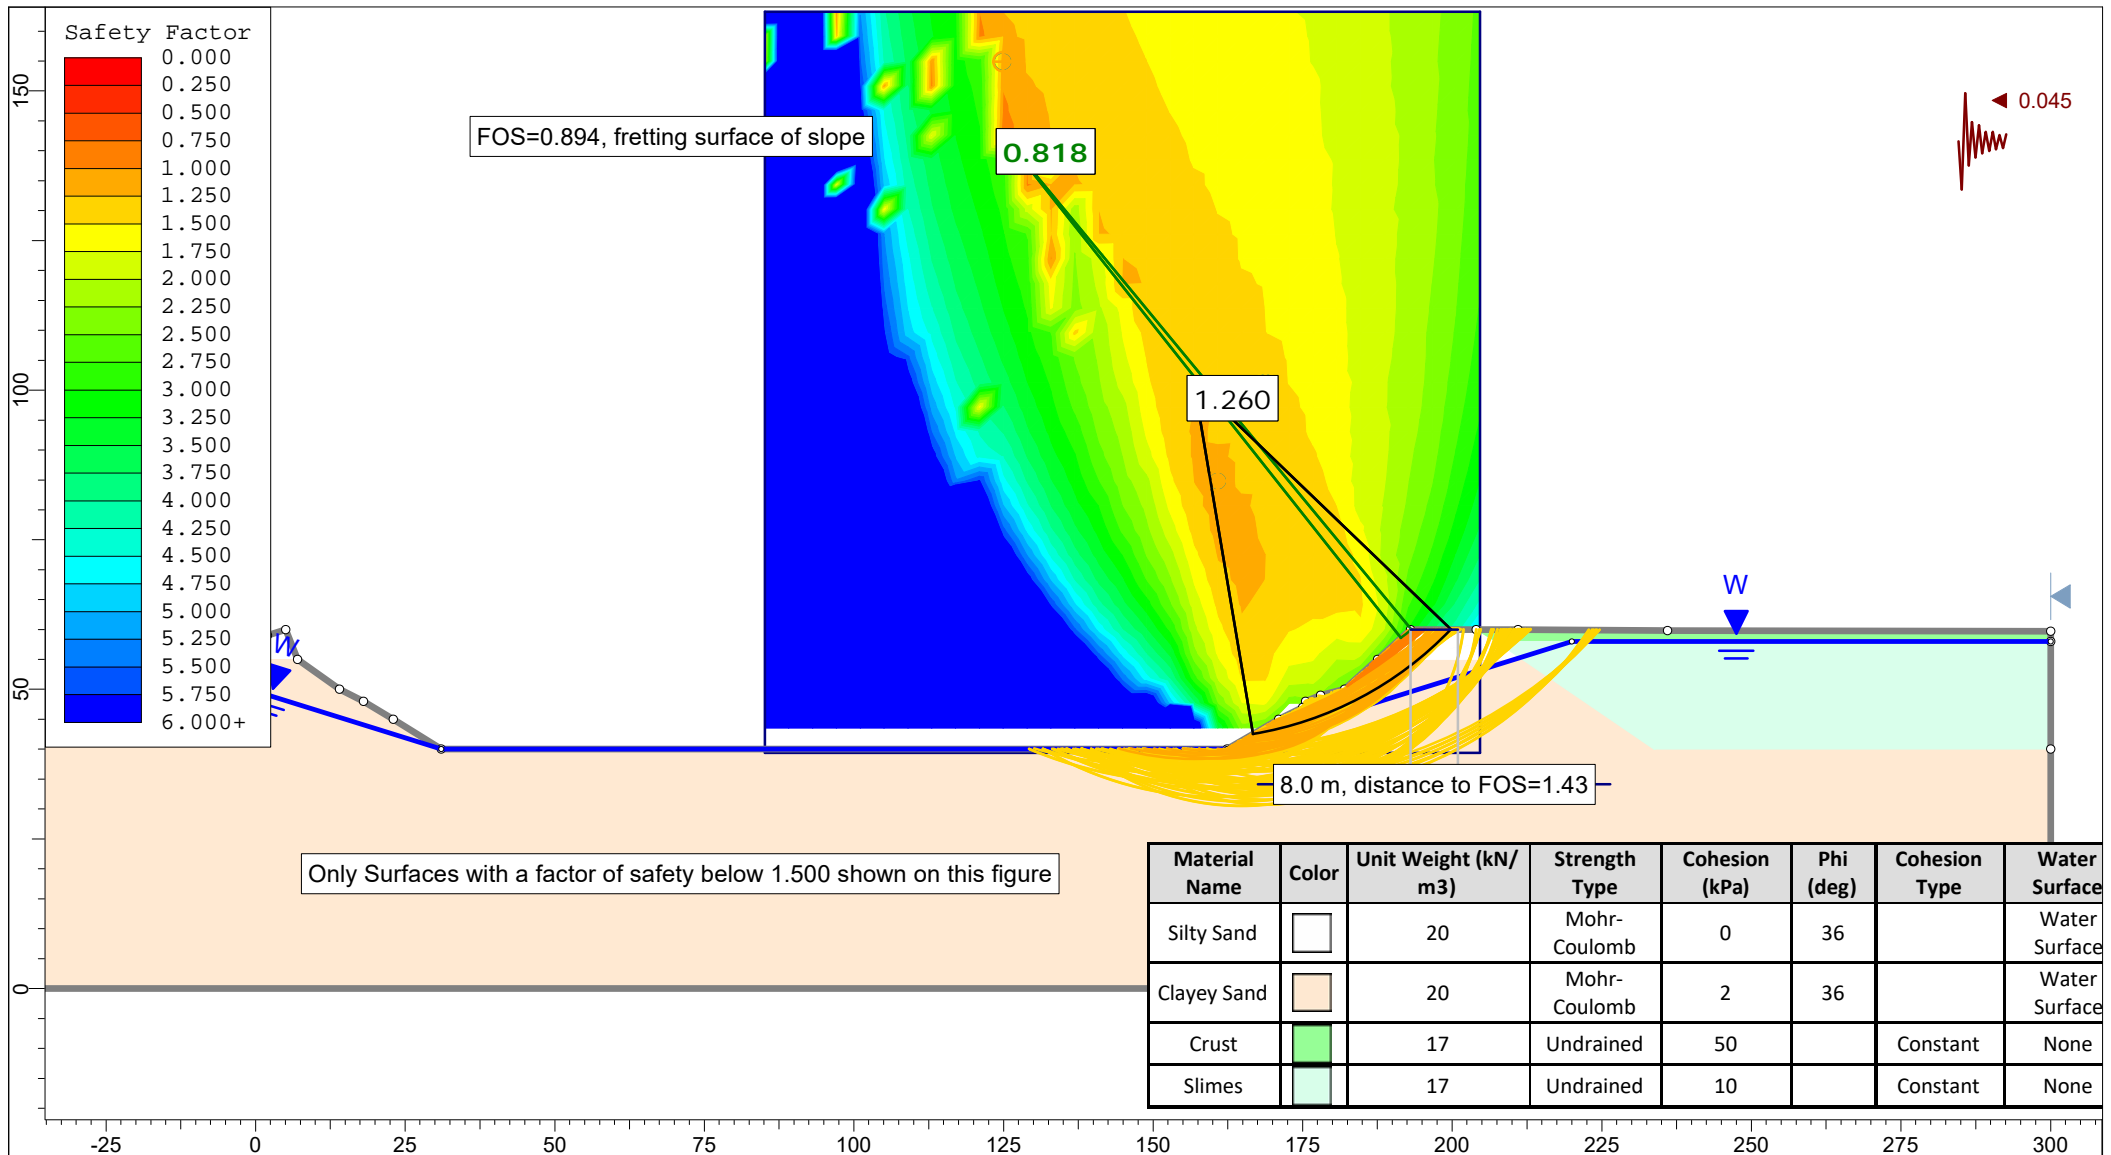 Safety Factor
0.000
0.250
0.500
0.750
1.000
1.250
1.500
1.750
2.000
2.250
2.500
2.750
3.000
3.250
3.500
3.750
4.000
4.250
4.500
4.750
5.000
5.250
5.500
5.750
6.000+
150
100
50
0
FOS=0.894, fretting surface of slope
0.818
0.045
1.260
W
W
8.0 m, distance to FOS=1.43
Only Surfaces with a factor of safety below 1.500 shown on this figure
Material Name Color Unit Weight (kN/ m3) Strength Type Cohesion (kPa) Phi (deg) Cohesion Type Water Surface
Silty Sand 20 Mohr-Coulomb 0 36 Water Surface
Clayey Sand 20 Mohr-Coulomb 2 36 Water Surface
Crust 17 Undrained 50 Constant None
Slimes 17 Undrained 10 Constant None
-25 0 25 50 75 100 125 150 175 200 225 250 275 300